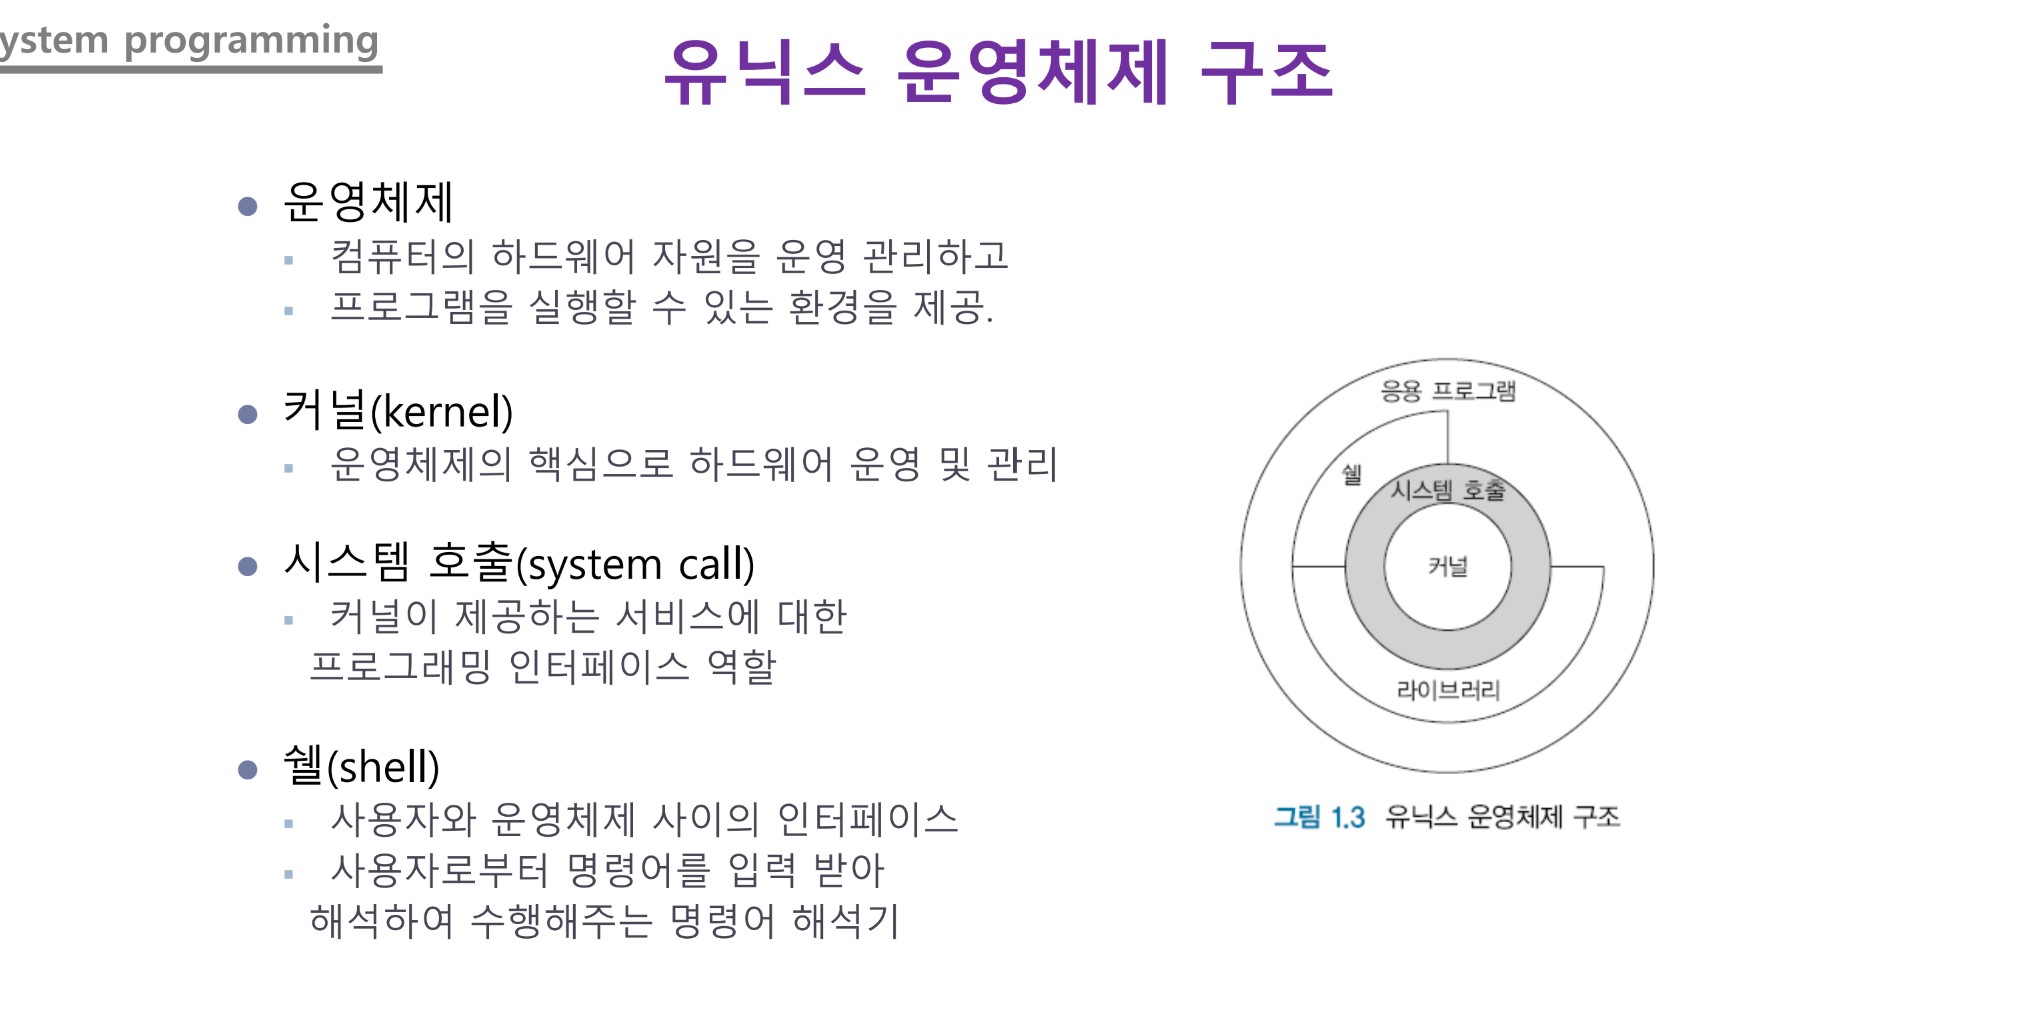 ystem programming
유닉스 운영체제 구조
운영체제
컴퓨터의 하드웨어 자원을 운영 관리하고
프로그램을 실행할 수 있는 환경을 제공.
커널(kernel)
운영체제의 핵심으로 하드웨어 운영 및 관리
시스템 호출(system call)
커널이 제공하는 서비스에 대한
프로그래밍 인터페이스 역할
쉘(shell)
사용자와 운영체제 사이의 인터페이스
사용자로부터 명령어를 입력 받아
해석하여 수행해주는 명령어 해석기
응용 프로그램
쉘
시스템 호출
커널
라이브러리
그림 1.3 유닉스 운영체제 구조